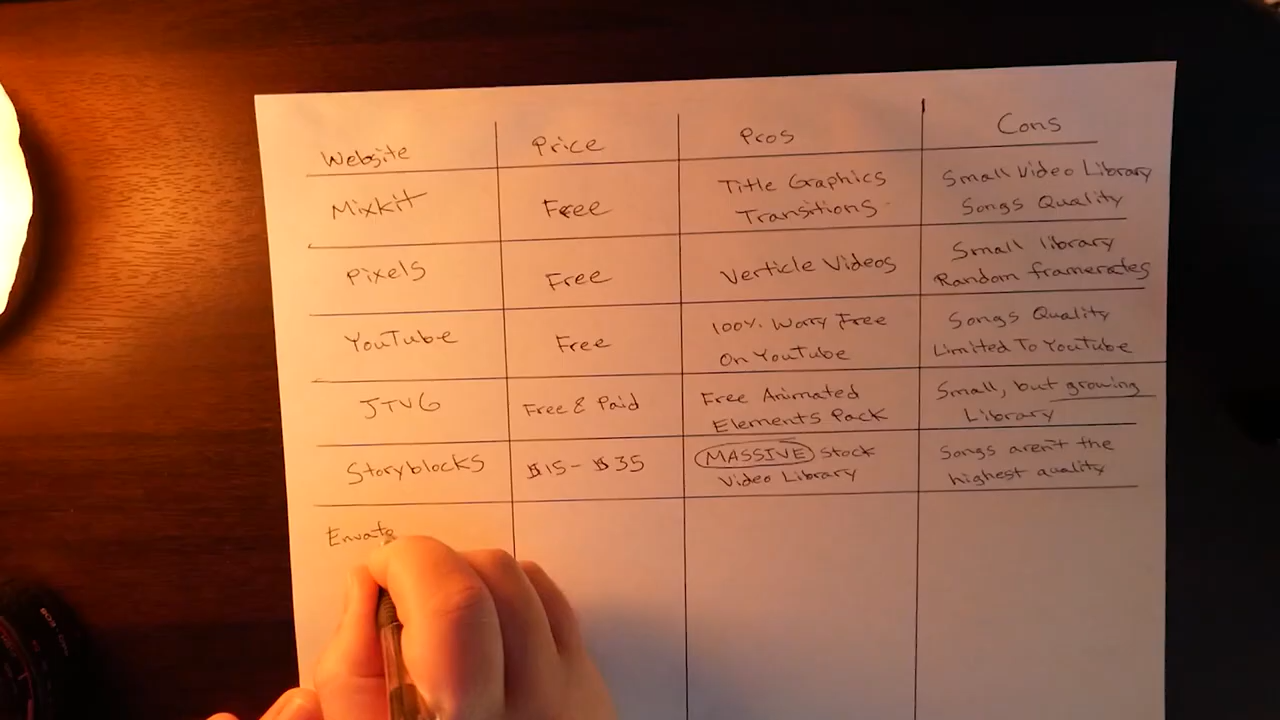 Website Price Pros Cons
Mixkit Free Title Graphics Small Video Library
Transitions Songs Quality
Pixels Free Verticle Videos Small library
Random framerates
YouTube Free 100% Worry Free Songs Quality
On YouTube Limited To YouTube
JTVG Free & Paid Free Animated Small, but growing
Elements Pack Library
Storyblocks $15 - $35 MASSIVE Stock Songs aren't the
Video Library highest quality
Envato